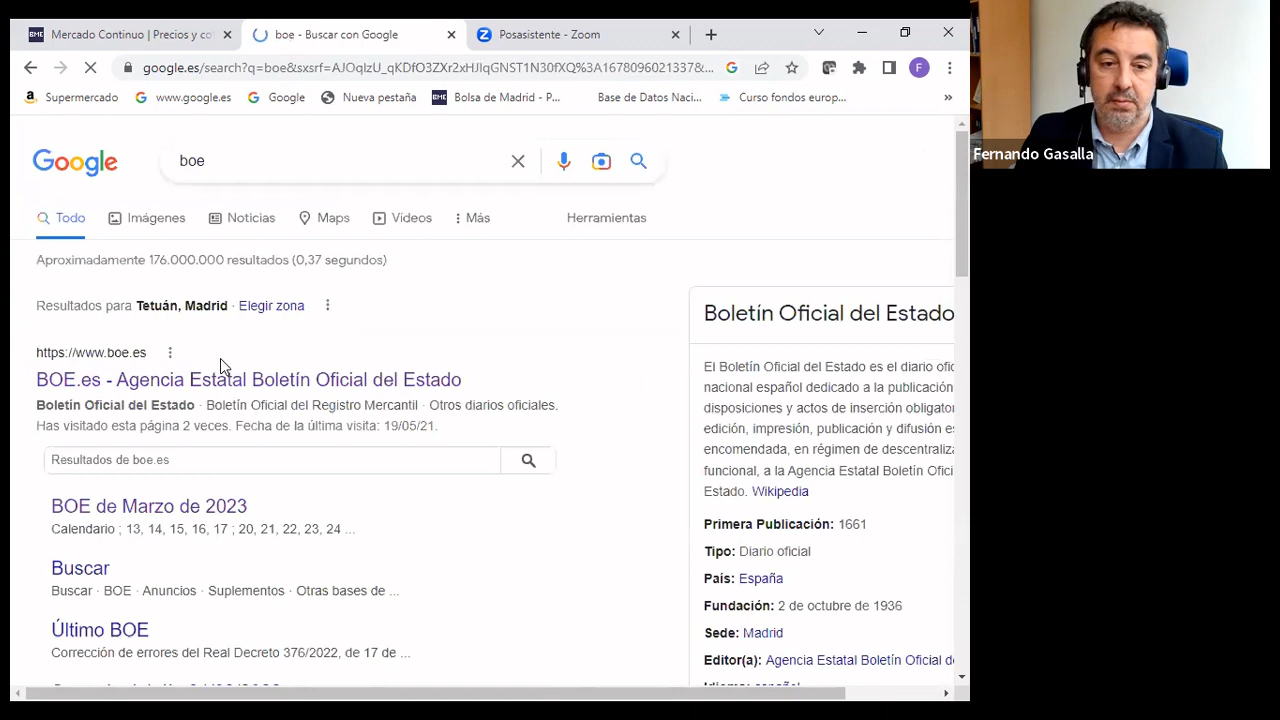 Mercado Continuo | Precios y co
boe - Buscar con Google
Posasistente - Zoom
google.es/search?q=boe&sxsrf=AJOqlzU_qKDDO3ZXr2xHJIqGNST1N30fXQ%3A1678096021337&...
F
Supermercado
www.google.es
Google
Nueva pestaña
Bolsa de Madrid - P...
Base de Datos Naci...
Curso fondos europ...
»
Google
boe
Todo
Imágenes
Noticias
Maps
Vídeos
Más
Herramientas
Aproximadamente 176.000.000 resultados (0,37 segundos)
Resultados para Tetuán, Madrid · Elegir zona
https://www.boe.es
BOE.es - Agencia Estatal Boletín Oficial del Estado
Boletín Oficial del Estado · Boletín Oficial del Registro Mercantil · Otros diarios oficiales.
Has visitado esta página 2 veces. Fecha de la última visita: 19/05/21.
Resultados de boe.es
BOE de Marzo de 2023
Calendario ; 13, 14, 15, 16, 17 ; 20, 21, 22, 23, 24 ...
Buscar
Buscar · BOE · Anuncios · Suplementos · Otras bases de ...
Último BOE
Corrección de errores del Real Decreto 376/2022, de 17 de ...
Boletín Oficial del Estado
El Boletín Oficial del Estado es el diario ofic
nacional español dedicado a la publicación
disposiciones y actos de inserción obligator
edición, impresión, publicación y difusión es
encomendada, en régimen de descentraliza
funcional, a la Agencia Estatal Boletín Ofici
Estado. Wikipedia
Primera Publicación: 1661
Tipo: Diario oficial
País: España
Fundación: 2 de octubre de 1936
Sede: Madrid
Editor(a): Agencia Estatal Boletín Oficial d
Idioma: español
Fernando Gasalla